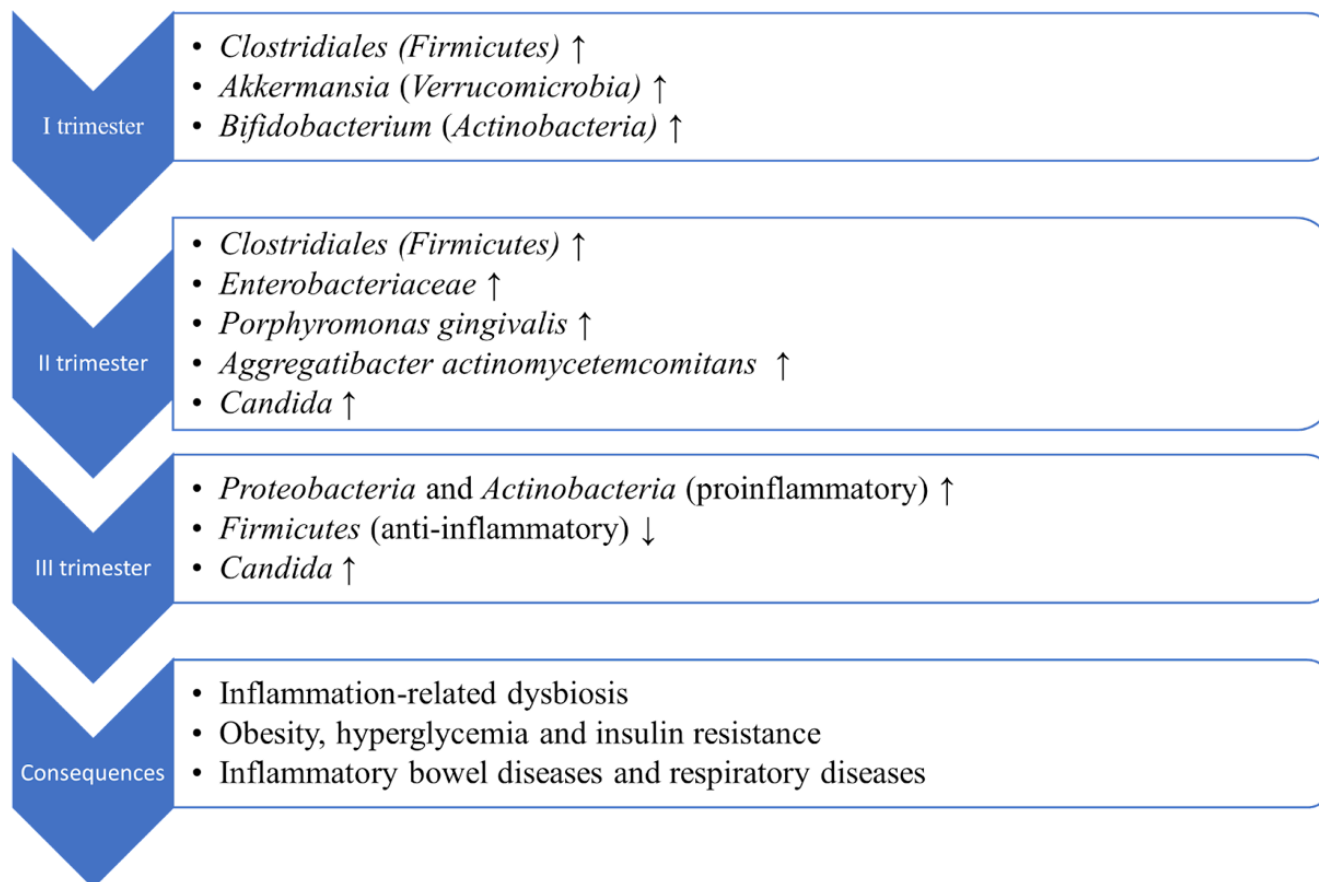 I trimester
• Clostridiales (Firmicutes) ↑
• Akkermansia (Verrucomicrobia) ↑
• Bifidobacterium (Actinobacteria) ↑
II trimester
• Clostridiales (Firmicutes) ↑
• Enterobacteriaceae ↑
• Porphyromonas gingivalis ↑
• Aggregatibacter actinomycetemcomitans ↑
• Candida ↑
III trimester
• Proteobacteria and Actinobacteria (proinflammatory) ↑
• Firmicutes (anti-inflammatory) ↓
• Candida ↑
Consequences
• Inflammation-related dysbiosis
• Obesity, hyperglycemia and insulin resistance
• Inflammatory bowel diseases and respiratory diseases